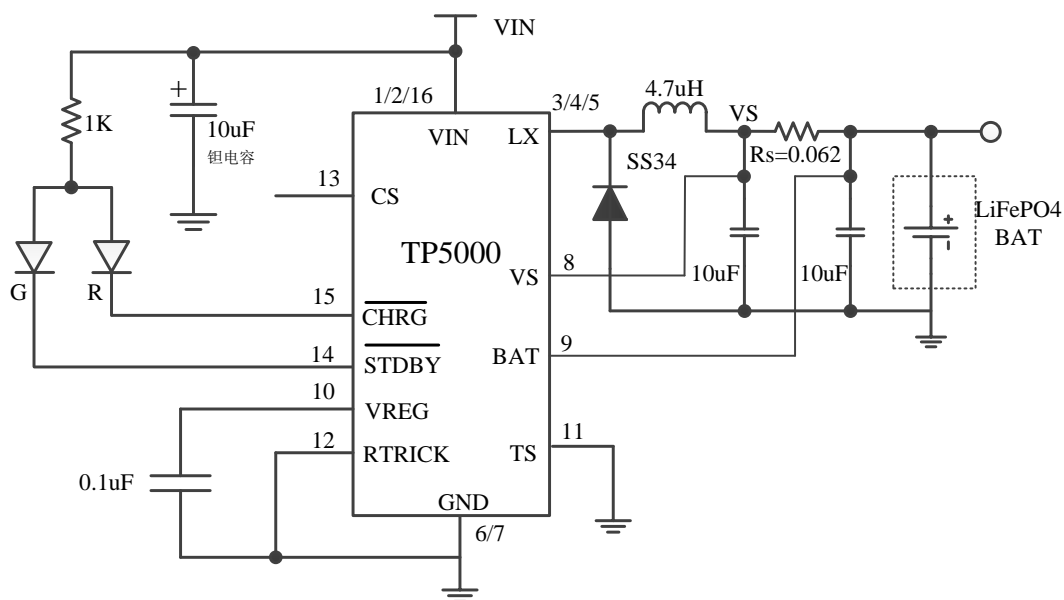 VIN
1/2/16
3/4/5
4.7uH
VS
1K
+
10uF
钽电容
VIN
LX
Rs=0.062
SS34
13
CS
LiFePO4
BAT
TP5000
8
VS
10uF
10uF
G
R
15
CHRG
14
STDBY
BAT
9
10
VREG
12
RTRICK
TS
11
0.1uF
GND
6/7